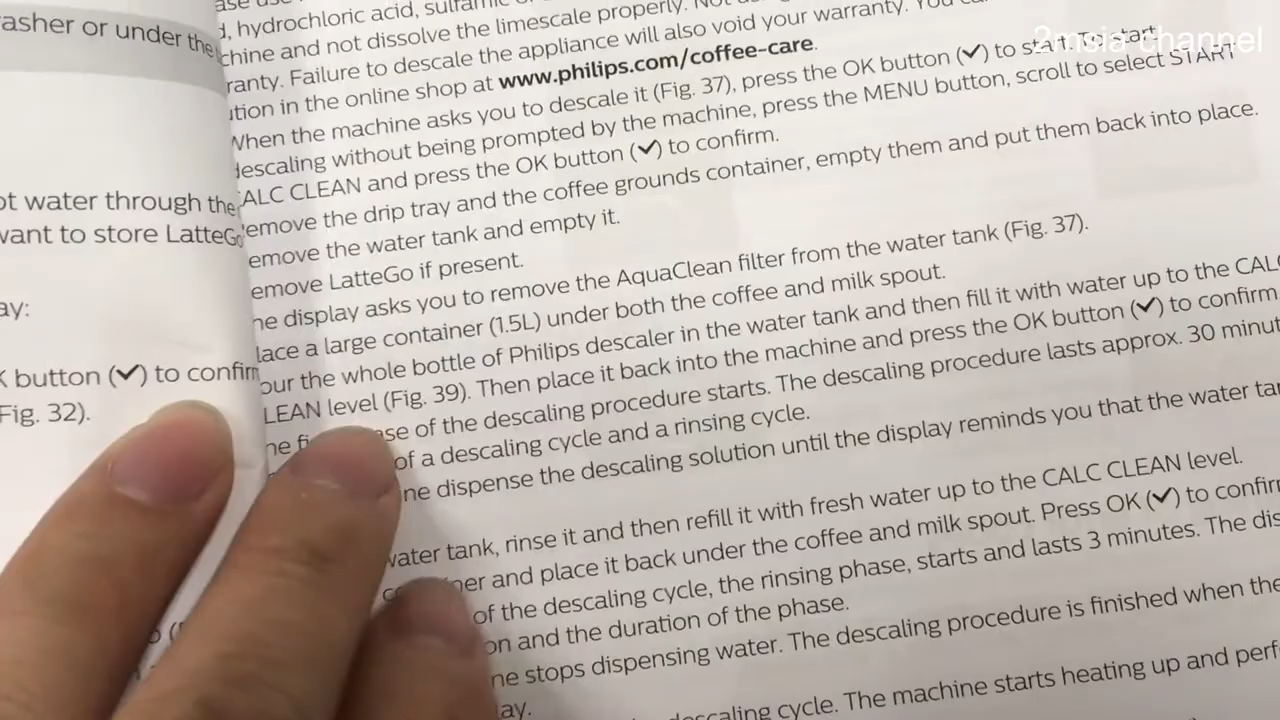 2msia channel
asher or under the
ot water through the
want to store LatteGo
ay:
K button (✓) to confirm
Fig. 32).
d, hydrochloric acid,
chine and not dissolve the limescale properly.
ranty. Failure to descale the appliance will also void your warranty. You
ution in the online shop at www.philips.com/coffee-care.
When the machine asks you to descale it (Fig. 37), press the OK button (✓) to start. To start
descaling without being prompted by the machine, press the MENU button, scroll to select START
CALC CLEAN and press the OK button (✓) to confirm.
emove the drip tray and the coffee grounds container, empty them and put them back into place.
emove the water tank and empty it.
emove LatteGo if present.
he display asks you to remove the AquaClean filter from the water tank (Fig. 37).
lace a large container (1.5L) under both the coffee and milk spout.
our the whole bottle of Philips descaler in the water tank and then fill it with water up to the CALC
LEAN level (Fig. 39). Then place it back into the machine and press the OK button (✓) to confirm
he fi ase of the descaling procedure starts. The descaling procedure lasts approx. 30 minut
of a descaling cycle and a rinsing cycle.
ne dispense the descaling solution until the display reminds you that the water ta
water tank, rinse it and then refill it with fresh water up to the CALC CLEAN level.
ner and place it back under the coffee and milk spout. Press OK (✓) to confirm
of the descaling cycle, the rinsing phase, starts and lasts 3 minutes. The dis
on and the duration of the phase.
ne stops dispensing water. The descaling procedure is finished when the
lay.
descaling cycle. The machine starts heating up and perf